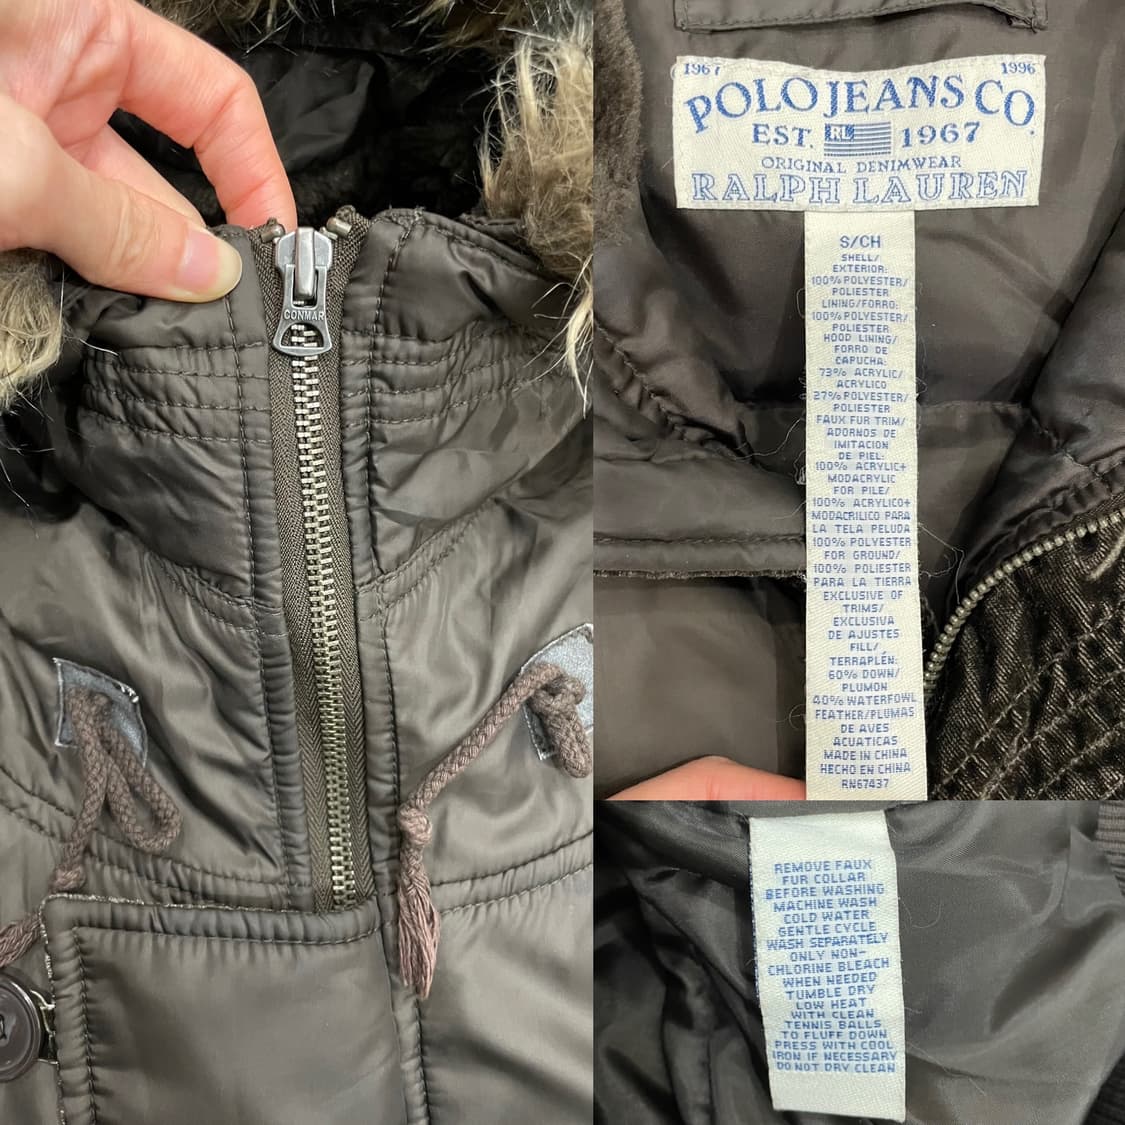 CONMAR
1967 1996
POLO JEANS CO.
EST. RL 1967
ORIGINAL DENIMWEAR
RALPH LAUREN
S/CH
SHELL/
EXTERIOR:
100% POLYESTER/
POLIESTER
LINING/FORRO:
100% POLYESTER/
POLIESTER
HOOD LINING/
FORRO DE
CAPUCHA:
73% ACRYLIC/
ACRYLICO
27% POLYESTER/
POLIESTER
FAUX FUR TRIM/
ADORNOS DE
IMITACION
DE PIEL:
100% ACRYLIC+
MODACRYLIC
FOR PILE/
100% ACRYLICO+
MODACRILICO PARA
LA TELA PELUDA
100% POLYESTER
FOR GROUND/
100% POLIESTER
PARA LA TIERRA
EXCLUSIVE OF
TRIMS/
EXCLUSIVA
DE AJUSTES
FILL/
TERRAPLÉN:
60% DOWN/
PLUMON
40% WATERFOWL
FEATHER/PLUMAS
DE AVES
ACUATICAS
MADE IN CHINA
HECHO EN CHINA
RN67437
REMOVE FAUX
FUR COLLAR
BEFORE WASHING
MACHINE WASH
COLD WATER
GENTLE CYCLE
WASH SEPARATELY
ONLY NON-
CHLORINE BLEACH
WHEN NEEDED
TUMBLE DRY
LOW HEAT
WITH CLEAN
TENNIS BALLS
TO FLUFF DOWN
PRESS WITH COOL
IRON IF NECESSARY
DO NOT DRY CLEAN